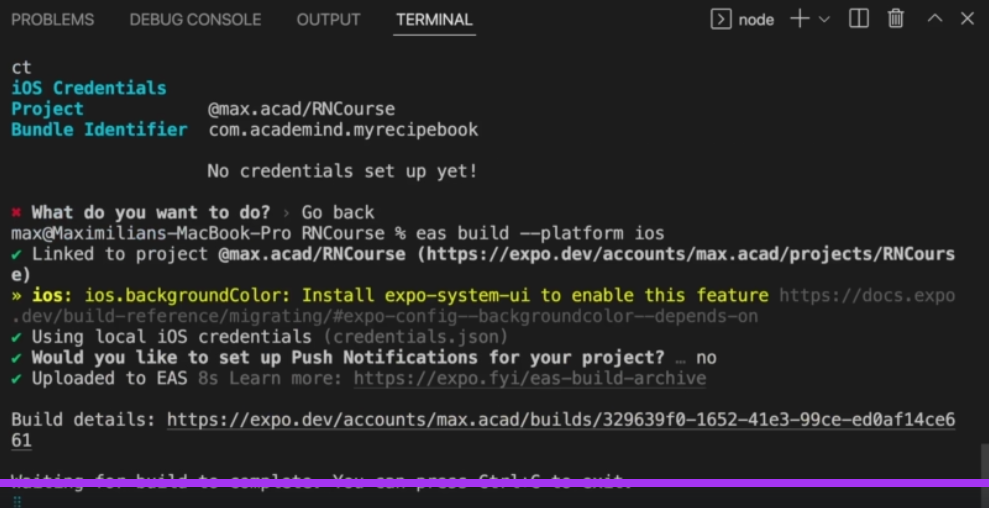 PROBLEMS DEBUG CONSOLE OUTPUT TERMINAL node
ct
iOS Credentials
Project @max.acad/RNCourse
Bundle Identifier com.academind.myrecipebook
No credentials set up yet!
✖ What do you want to do? › Go back
max@Maximilians-MacBook-Pro RNCourse % eas build --platform ios
✔ Linked to project @max.acad/RNCourse (https://expo.dev/accounts/max.acad/projects/RNCours
e)
» ios: ios.backgroundColor: Install expo-system-ui to enable this feature https://docs.expo
.dev/build-reference/migrating/#expo-config--backgroundcolor--depends-on
✔ Using local iOS credentials (credentials.json)
✔ Would you like to set up Push Notifications for your project? … no
✔ Uploaded to EAS 8s Learn more: https://expo.fyi/eas-build-archive
Build details: https://expo.dev/accounts/max.acad/builds/329639f0-1652-41e3-99ce-ed0af14ce6
61
Waiting for build to complete. You can press Ctrl+C to exit.